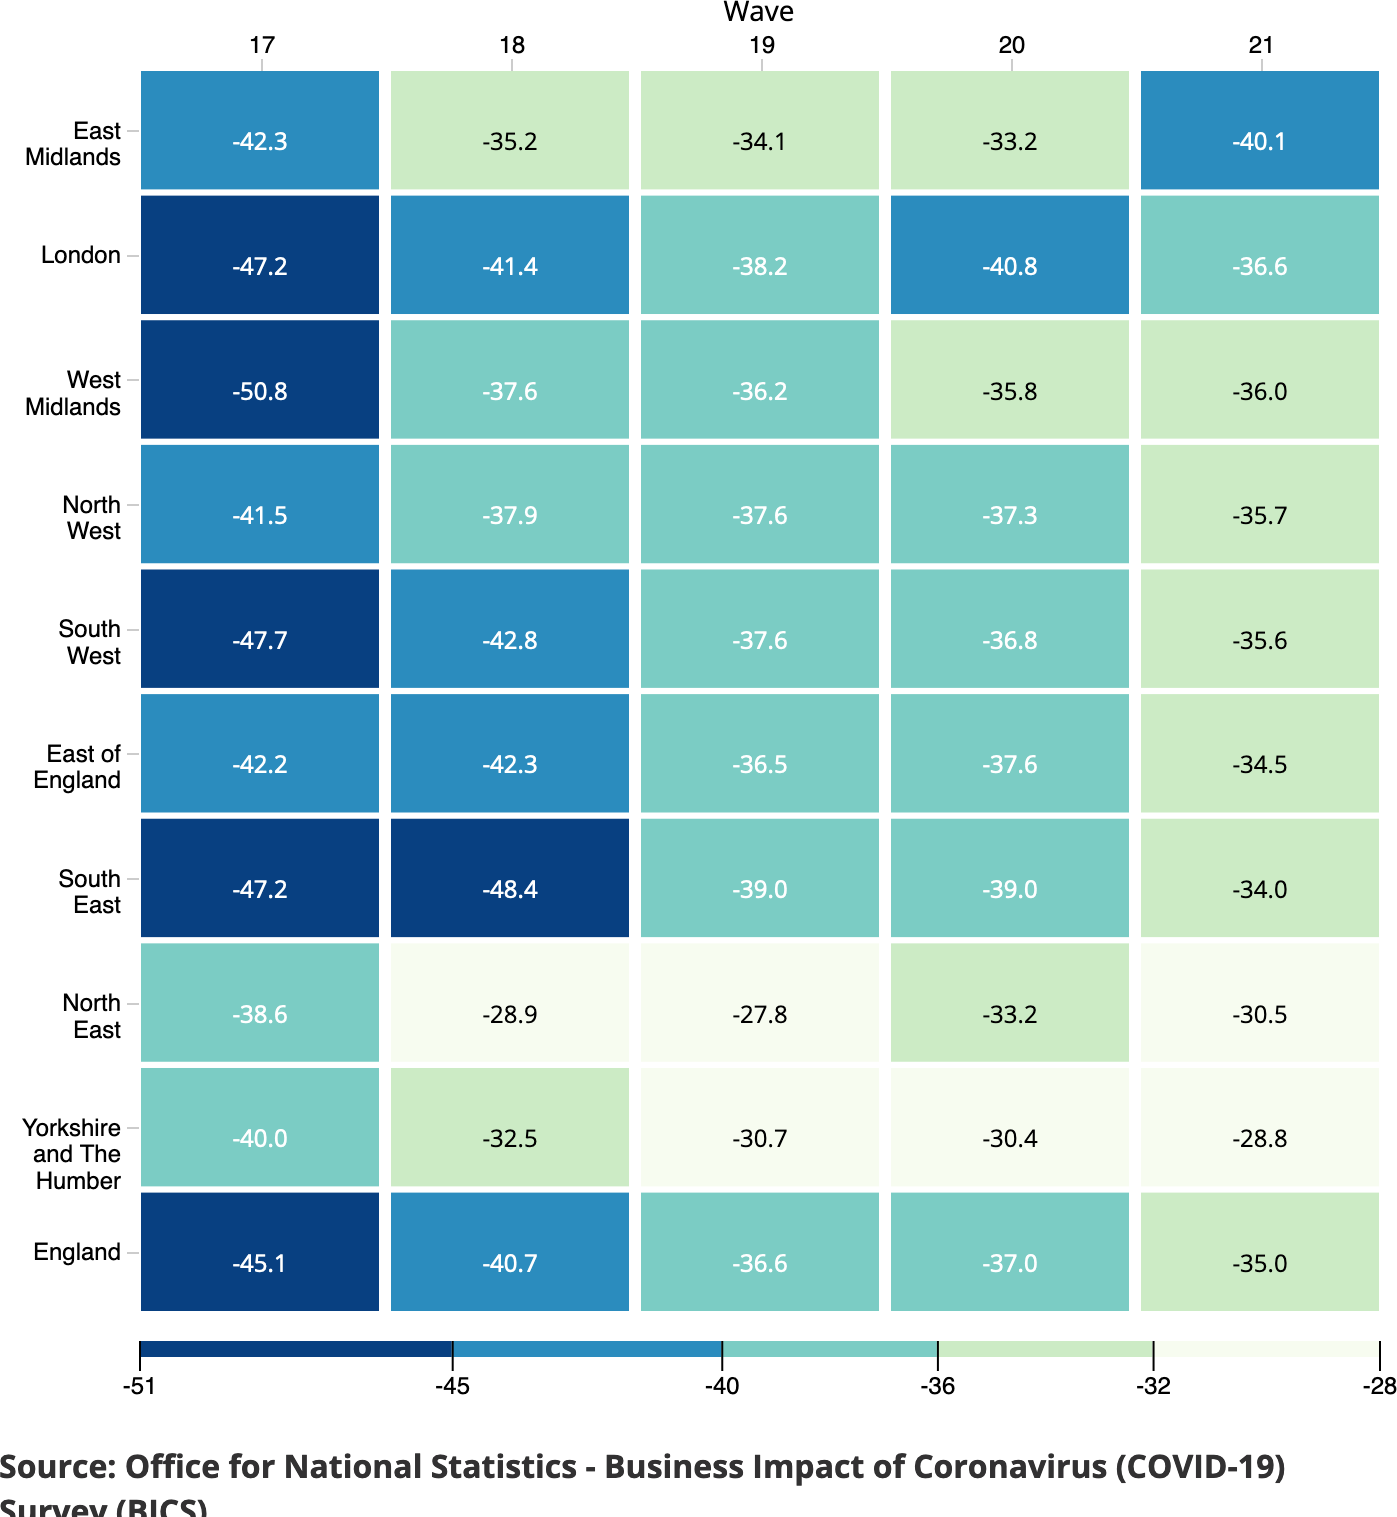 Wave
17 18 19 20 21
East
Midlands
-42.3 -35.2 -34.1 -33.2 -40.1
London
-47.2 -41.4 -38.2 -40.8 -36.6
West
Midlands
-50.8 -37.6 -36.2 -35.8 -36.0
North
West
-41.5 -37.9 -37.6 -37.3 -35.7
South
West
-47.7 -42.8 -37.6 -36.8 -35.6
East of
England
-42.2 -42.3 -36.5 -37.6 -34.5
South
East
-47.2 -48.4 -39.0 -39.0 -34.0
North
East
-38.6 -28.9 -27.8 -33.2 -30.5
Yorkshire
and The
Humber
-40.0 -32.5 -30.7 -30.4 -28.8
England
-45.1 -40.7 -36.6 -37.0 -35.0
-51 -45 -40 -36 -32 -28
Source: Office for National Statistics - Business Impact of Coronavirus (COVID-19)
Survey (BICS)